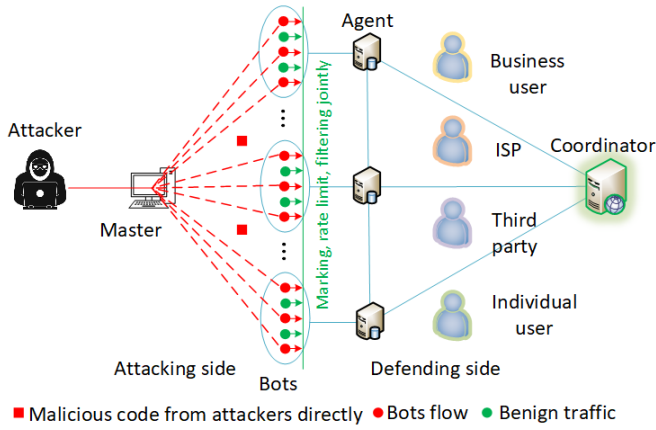 Agent
Business
user
Attacker
Master
Marking, rate limit, filtering jointly
ISP
Coordinator
Third
party
Individual
user
Attacking side
Bots
Defending side
Malicious code from attackers directly
Bots flow
Benign traffic